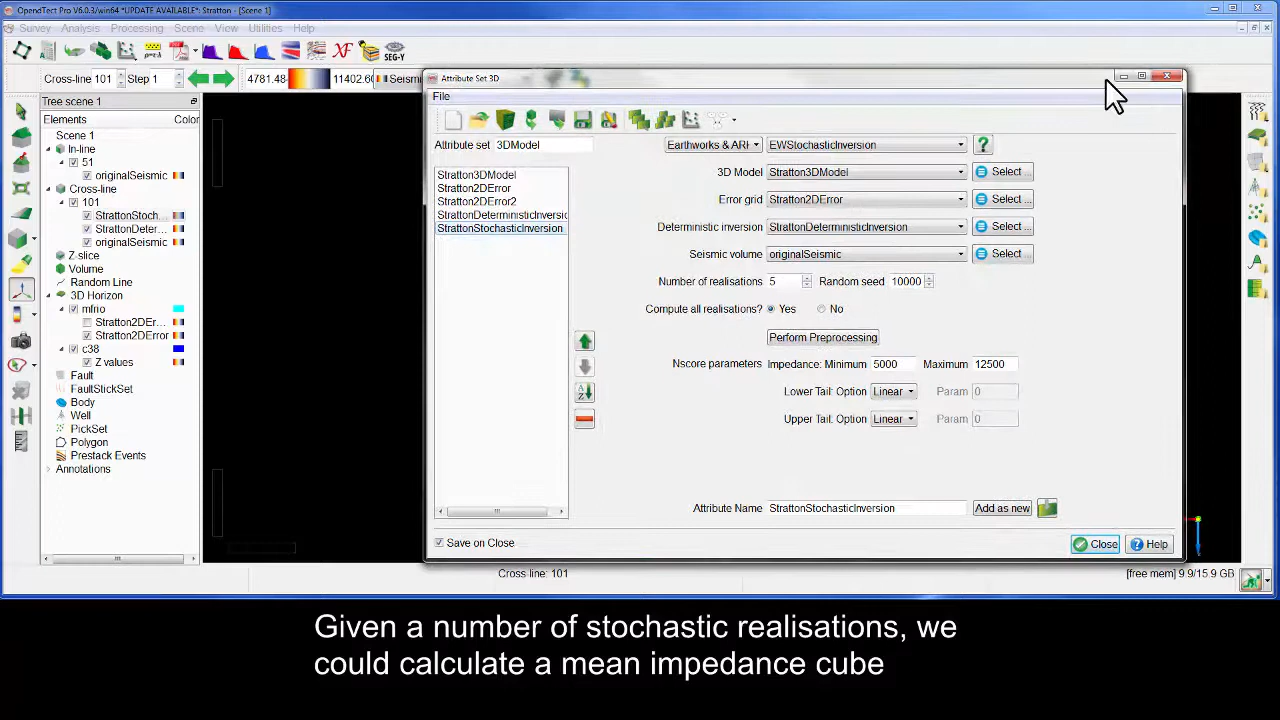 OpendTect Pro V6.0.3/win64 *UPDATE AVAILABLE*: Stratton - [Scene 1]
Survey Analysis Processing Scene View Utilities Help
SEG-Y
Cross-line 101 Step 1 4781.48 11402.60 Seismi
Tree scene 1
Elements Color
Scene 1
In-line
51
originalSeismic
Cross-line
101
StrattonStoch...
StrattonDeter...
originalSeismic
Z-slice
Volume
Random Line
3D Horizon
mfrio
Stratton2DEr...
Stratton2DError
c38
Z values
Fault
FaultStickSet
Body
Well
PickSet
Polygon
Prestack Events
Annotations
Attribute Set 3D
File
Attribute set 3DModel
Stratton3DModel
Stratton2DError
Stratton2DError2
StrattonDeterministicInversio
StrattonStochasticInversion
Earthworks & ARK EWStochasticInversion
3D Model Stratton3DModel Select ...
Error grid Stratton2DError Select ...
Deterministic inversion StrattonDeterministicInversion Select ...
Seismic volume originalSeismic Select ...
Number of realisations 5 Random seed 10000
Compute all realisations? Yes No
Perform Preprocessing
Nscore parameters Impedance: Minimum 5000 Maximum 12500
Lower Tail: Option Linear Param 0
Upper Tail: Option Linear Param 0
Attribute Name StrattonStochasticInversion Add as new
Save on Close Close Help
Cross-line: 101 [free mem] 9.9/15.9 GB
Given a number of stochastic realisations, we
could calculate a mean impedance cube